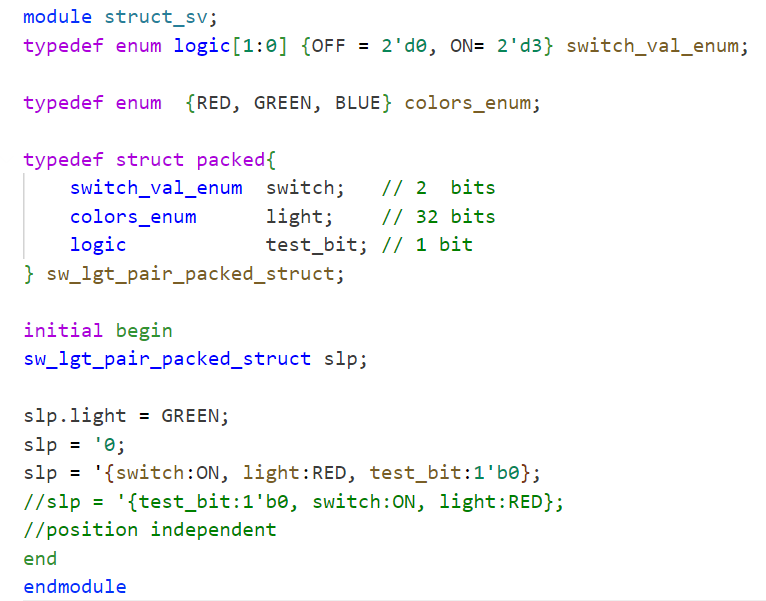 module struct_sv;
typedef enum logic[1:0] {OFF = 2'd0, ON= 2'd3} switch_val_enum;
typedef enum  {RED, GREEN, BLUE} colors_enum;
typedef struct packed{
    switch_val_enum  switch;   // 2  bits
    colors_enum      light;    // 32 bits
    logic            test_bit; // 1 bit
} sw_lgt_pair_packed_struct;
initial begin
sw_lgt_pair_packed_struct slp;
slp.light = GREEN;
slp = '0;
slp = '{switch:ON, light:RED, test_bit:1'b0};
//slp = '{test_bit:1'b0, switch:ON, light:RED};
//position independent
end
endmodule